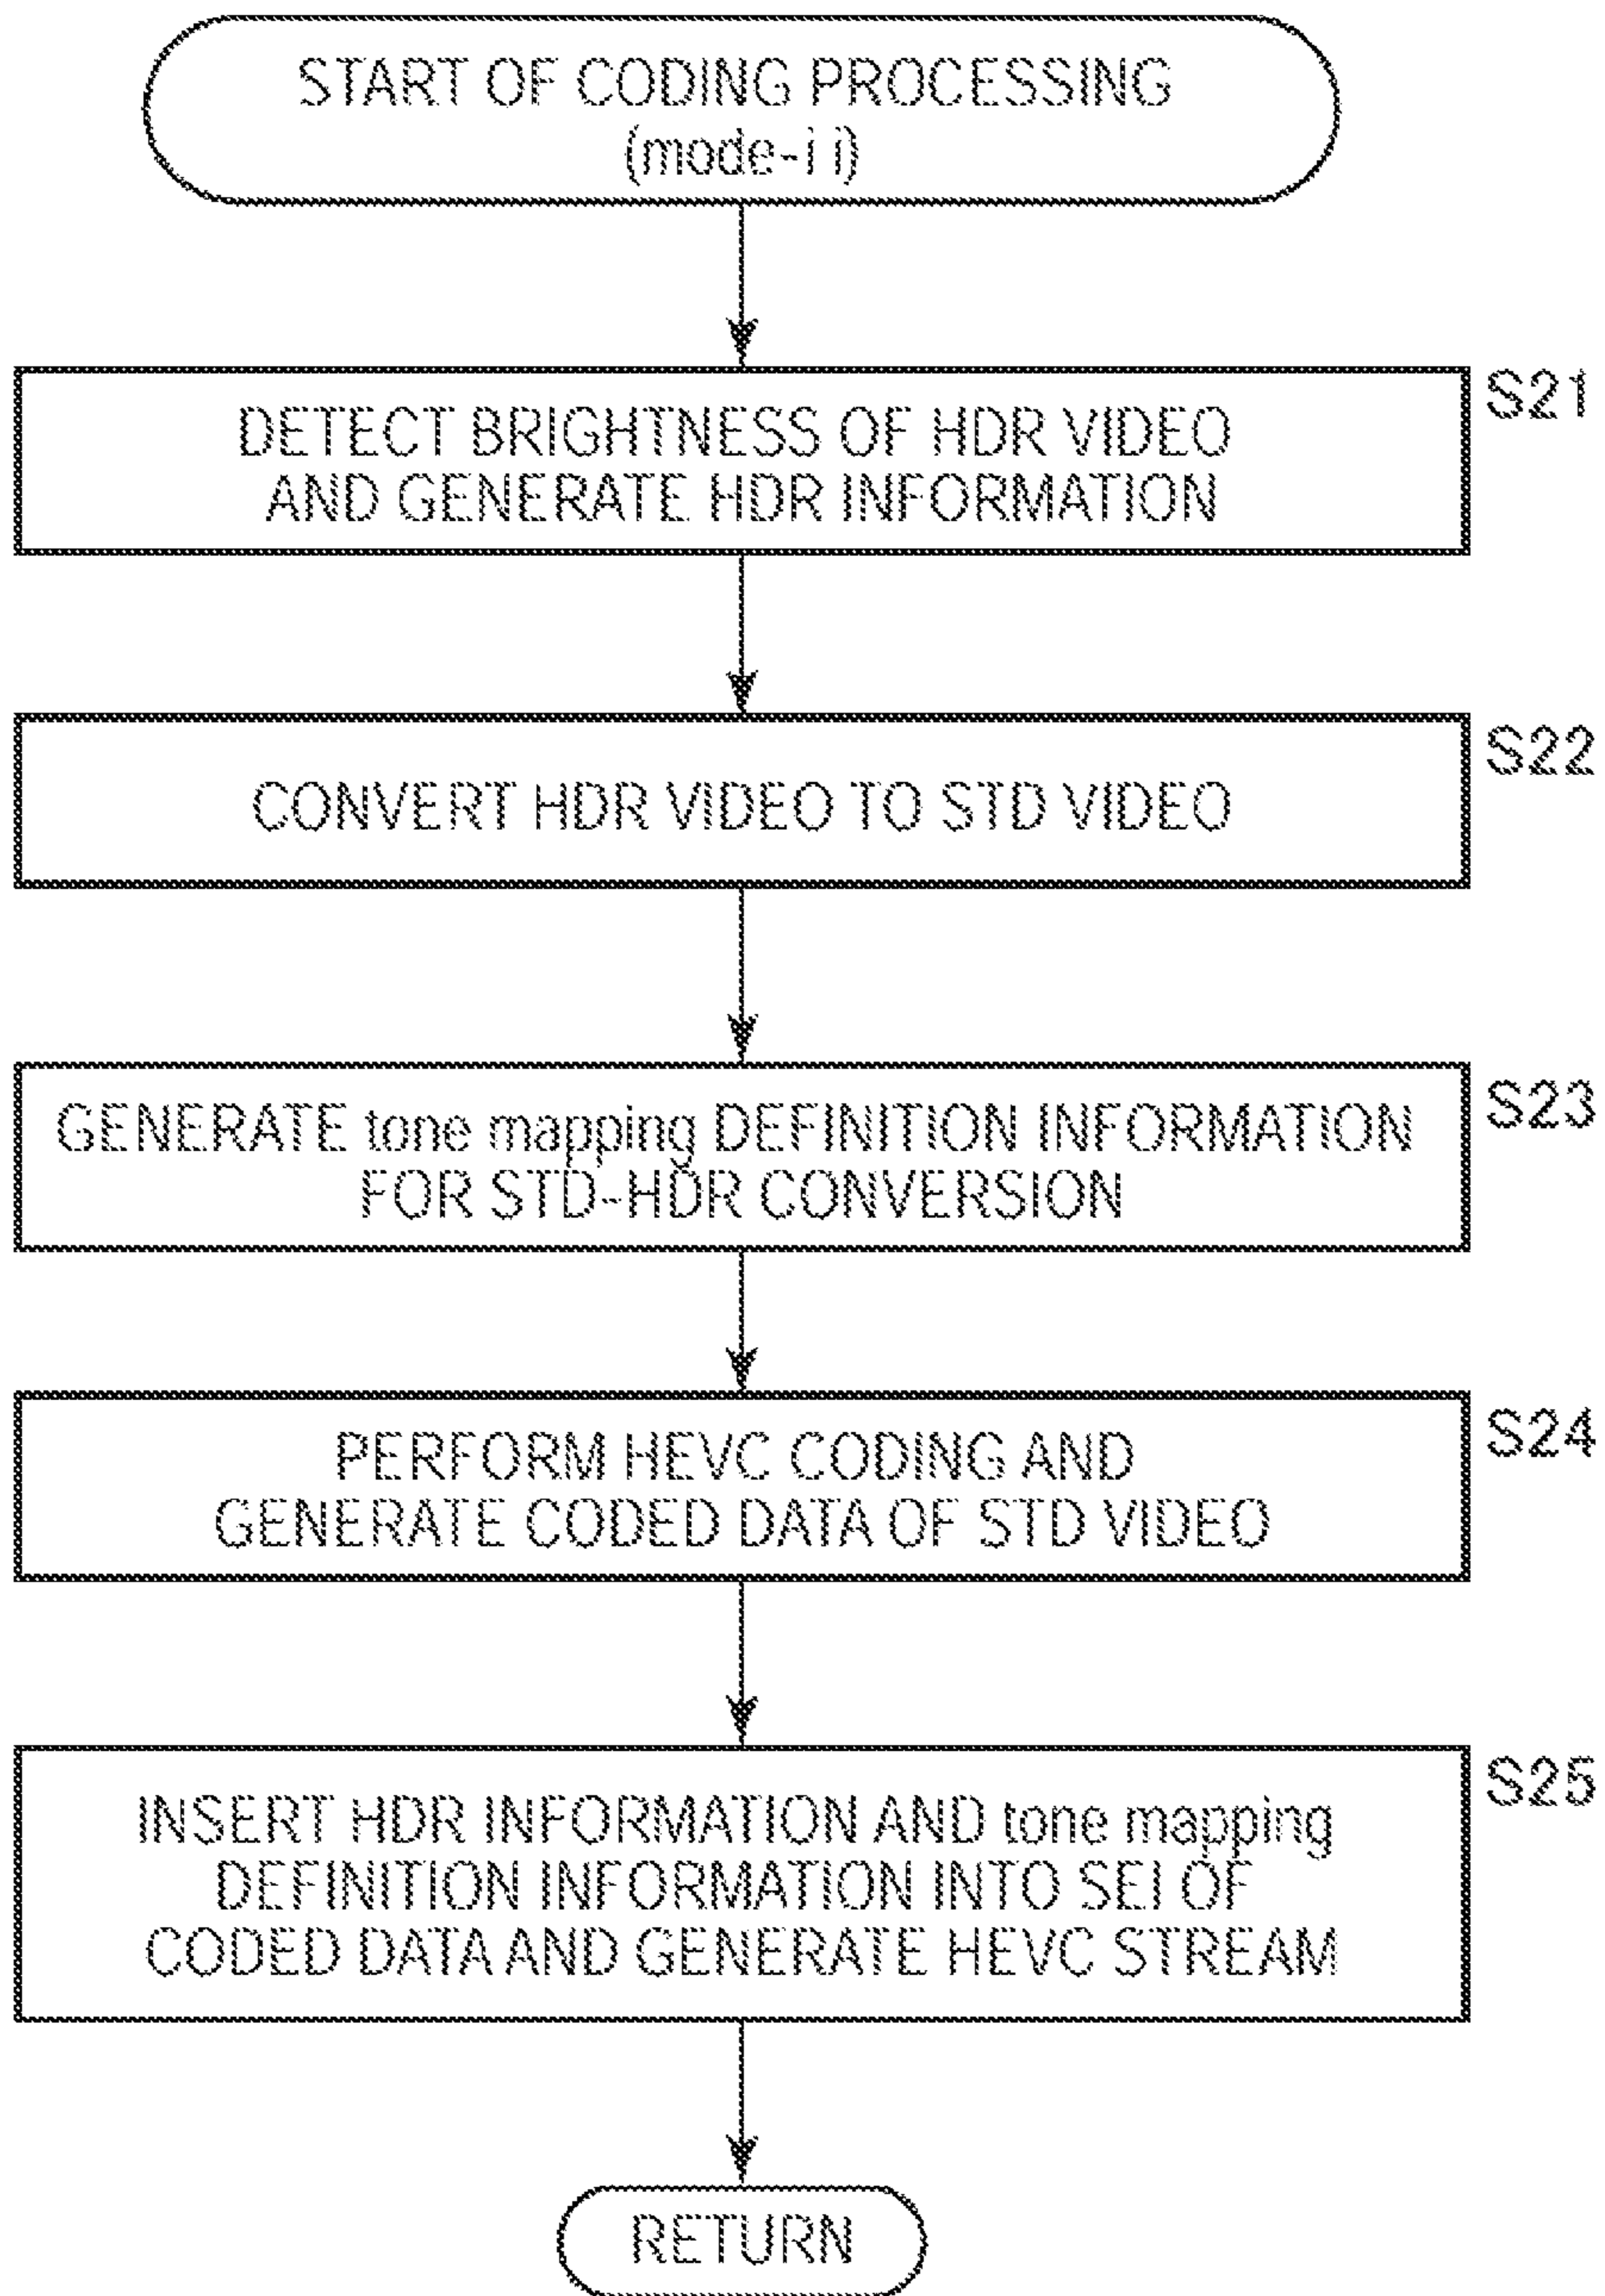 START OF CODING PROCESSING
(mode-ii)
S21
DETECT BRIGHTNESS OF HDR VIDEO
AND GENERATE HDR INFORMATION
S22
CONVERT HDR VIDEO TO STD VIDEO
S23
GENERATE tone mapping DEFINITION INFORMATION
FOR STD-HDR CONVERSION
S24
PERFORM HEVC CODING AND
GENERATE CODED DATA OF STD VIDEO
S25
INSERT HDR INFORMATION AND tone mapping
DEFINITION INFORMATION INTO SEI OF
CODED DATA AND GENERATE HEVC STREAM
RETURN